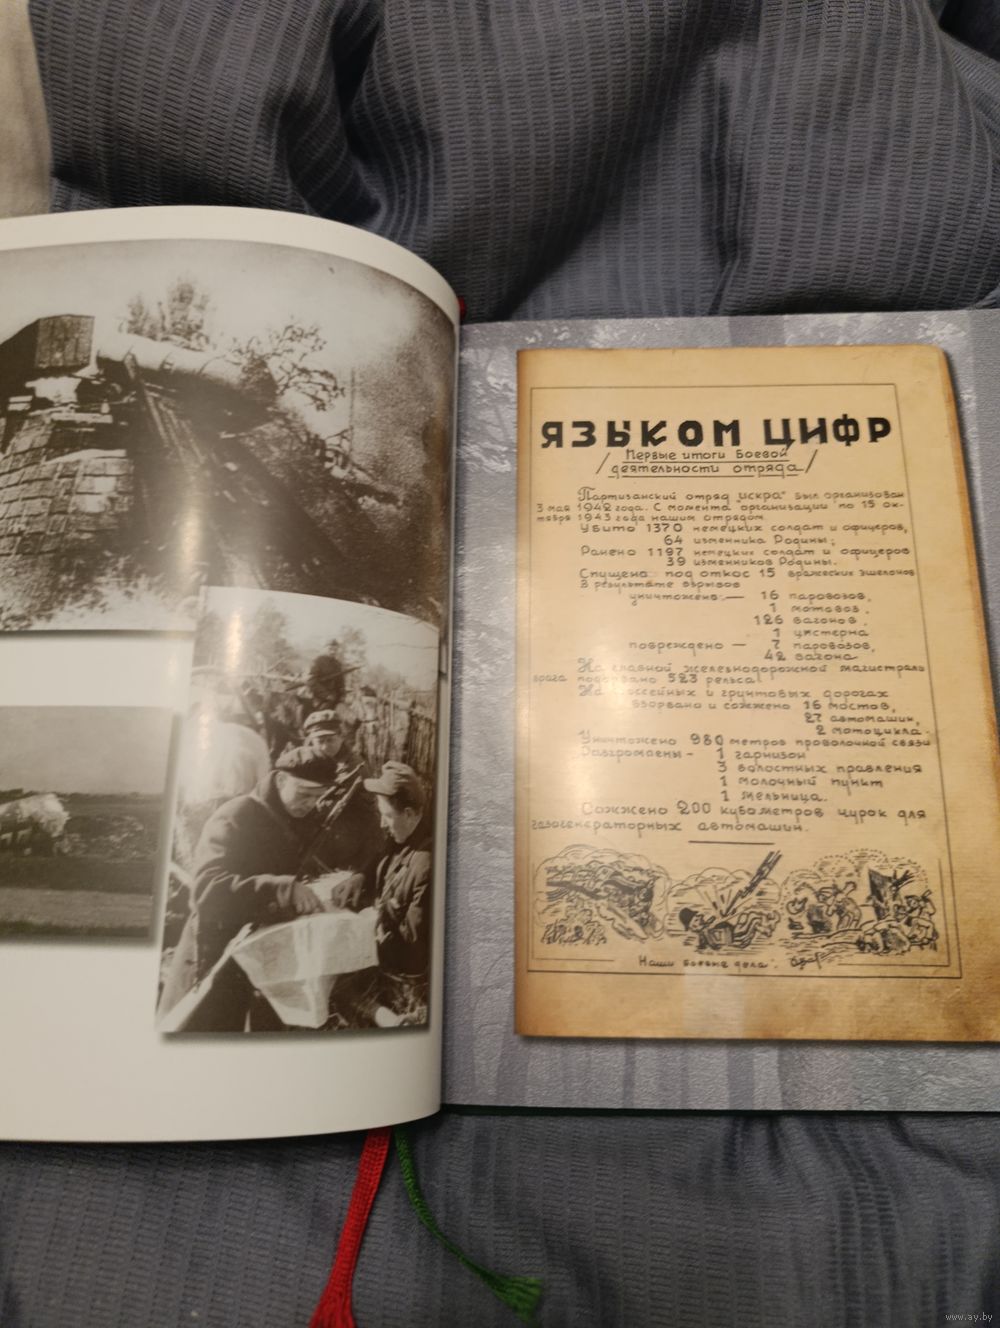 ЯЗЫКОМ ЦИФР
Первые итоги боевой
деятельности отряда
Партизанский отряд "Искра" был организован
3 мая 1942 года. С момента организации по 15 ок-
тября 1943 года нашим отрядом
Убито 1370 немецких солдат и офицеров,
64 изменника Родины;
Ранено 1197 немецких солдат и офицеров
39 изменников Родины.
Спущено под откос 15 вражеских эшелонов
В результате взрывов
уничтожено:— 16 паровозов,
1 мотовоз,
126 вагонов,
1 цистерна
повреждено — 7 паровозов,
42 вагона
На главной железнодорожной магистраль
врага подорвано 523 рельса
На шоссейных и грунтовых дорогах
взорвано и сожжено 16 мостов,
27 автомашин,
2 мотоцикла.
Уничтожено 980 метров проволочной связи
Разгромлены - 1 гарнизон
3 волостных правления
1 молочный пункт
1 мельница.
Сожжено 200 кубометров чурок для
газогенераторных автомашин.
Наши боевые дела.
www.ay.by